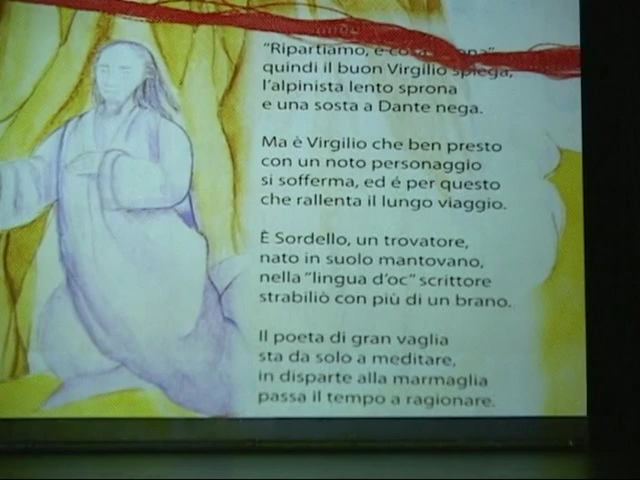 "Ripartiamo, è cosa
quindi il buon Virgilio spiega,
l'alpinista lento sprona
e una sosta a Dante nega.
Ma è Virgilio che ben presto
con un noto personaggio
si sofferma, ed é per questo
che rallenta il lungo viaggio.
È Sordello, un trovatore,
nato in suolo mantovano,
nella "lingua d'oc" scrittore
strabiliò con più di un brano.
Il poeta di gran vaglia
sta da solo a meditare,
in disparte alla marmaglia
passa il tempo a ragionare.